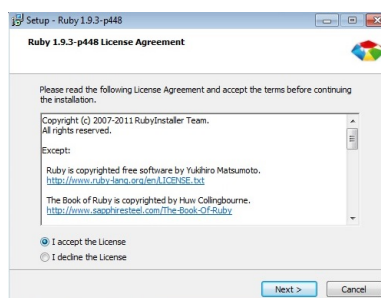 Setup - Ruby 1.9.3-p448
Ruby 1.9.3-p448 License Agreement
Please read the following License Agreement and accept the terms before continuing
the installation.
Copyright (c) 2007-2011 RubyInstaller Team.
All rights reserved.
Except:
Ruby is copyrighted free software by Yukihiro Matsumoto.
http://www.ruby-lang.org/en/LICENSE.txt
The Book of Ruby is copyrighted by Huw Collingbourne.
http://www.sapphiresteel.com/The-Book-Of-Ruby
I accept the License
I decline the License
Next >
Cancel